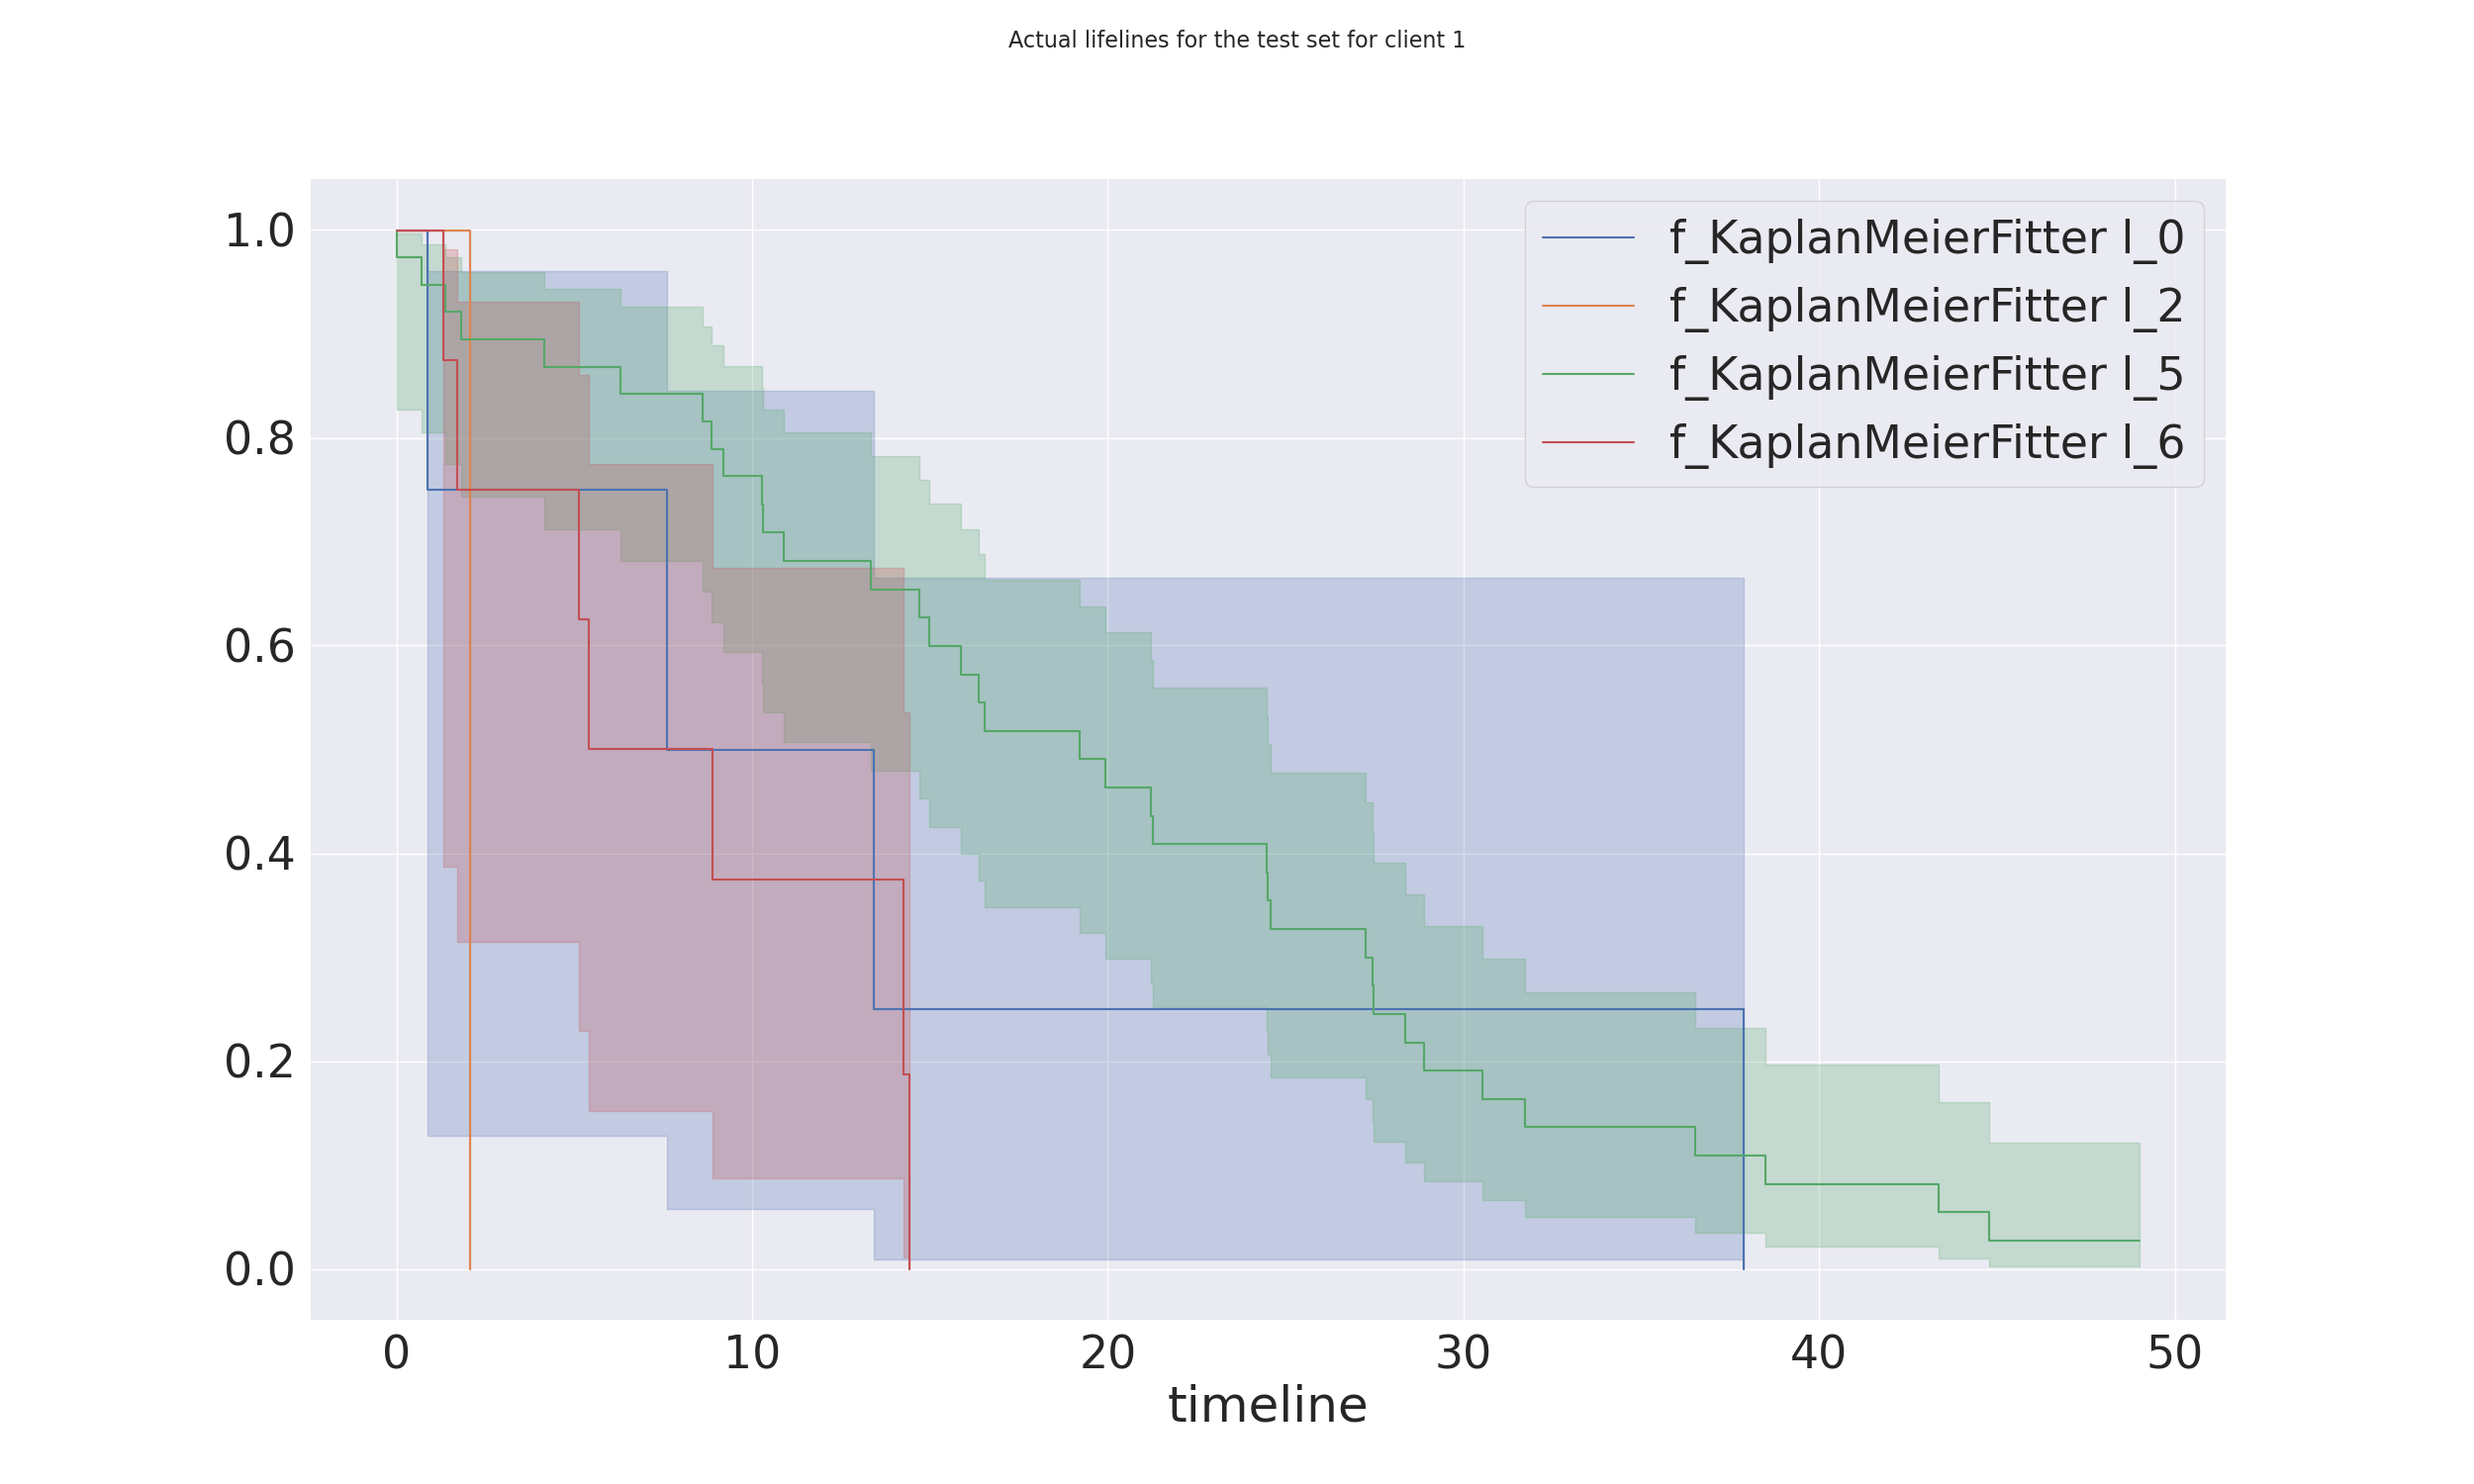 Actual lifelines for the test set for client 1
f_KaplanMeierFitter l_0
f_KaplanMeierFitter l_2
f_KaplanMeierFitter l_5
f_KaplanMeierFitter l_6
1.0
0.8
0.6
0.4
0.2
0.0
0 10 20 30 40 50
timeline